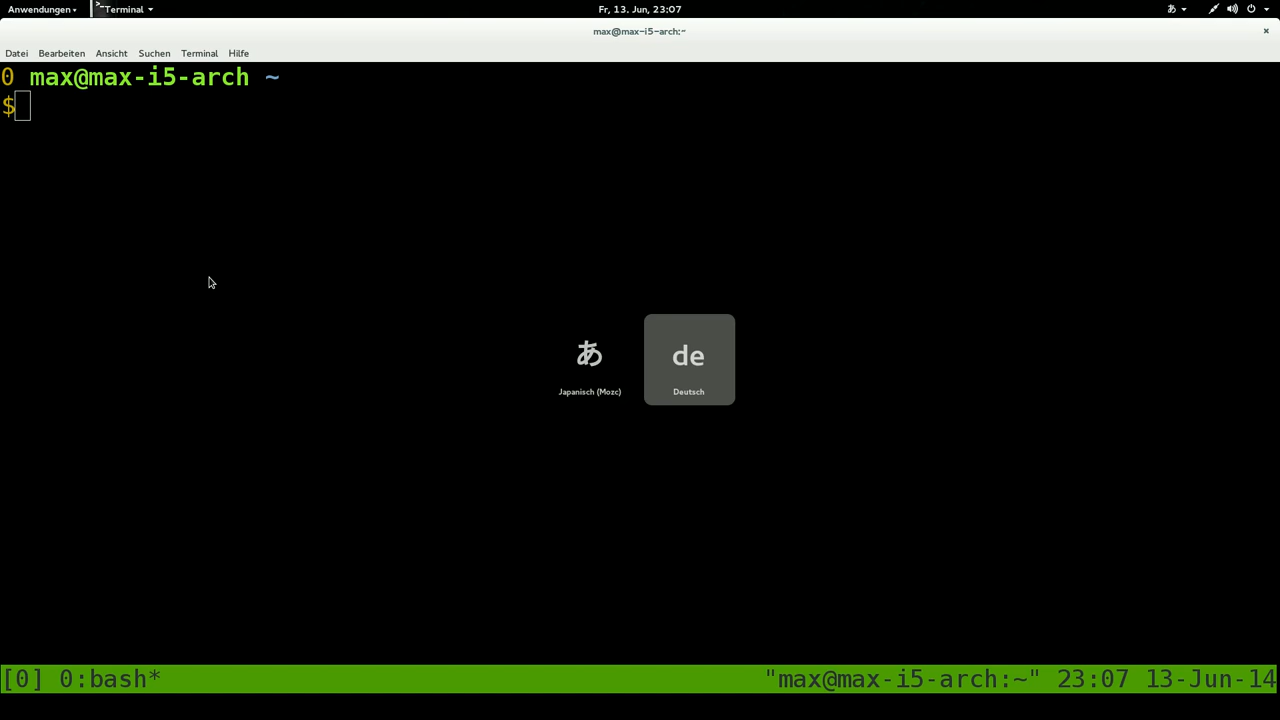 Anwendungen Terminal Fr, 13. Jun, 23:07 あ
max@max-i5-arch:~
Datei Bearbeiten Ansicht Suchen Terminal Hilfe
0 max@max-i5-arch ~
$
あ de
Japanisch (Mozc) Deutsch
[0] 0:bash* "max@max-i5-arch:~" 23:07 13-Jun-14